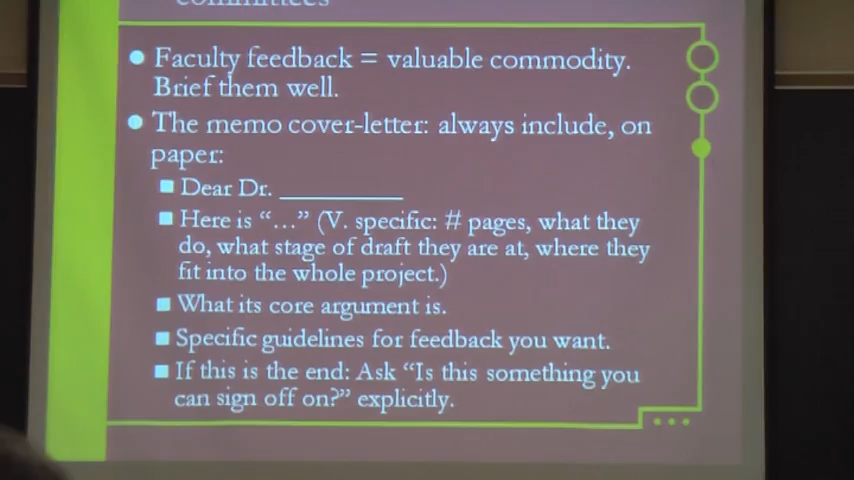 committees
Faculty feedback = valuable commodity.
Brief them well.
The memo cover-letter: always include, on
paper:
Dear Dr. ___________
Here is “…” (V. specific: # pages, what they
do, what stage of draft they are at, where they
fit into the whole project.)
What its core argument is.
Specific guidelines for feedback you want.
If this is the end: Ask “Is this something you
can sign off on?” explicitly.